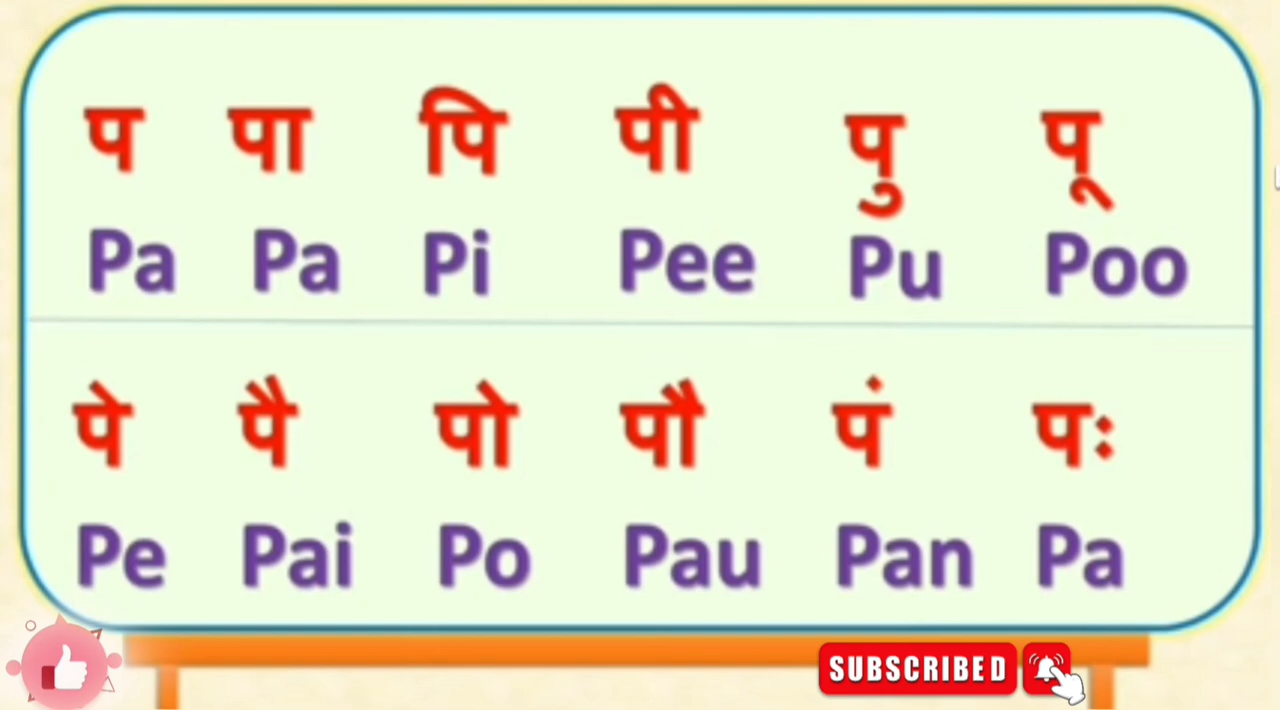 प पा पि पी पु पू
Pa Pa Pi Pee Pu Poo
पे पै पो पौ पं पः
Pe Pai Po Pau Pan Pa
SUBSCRIBED